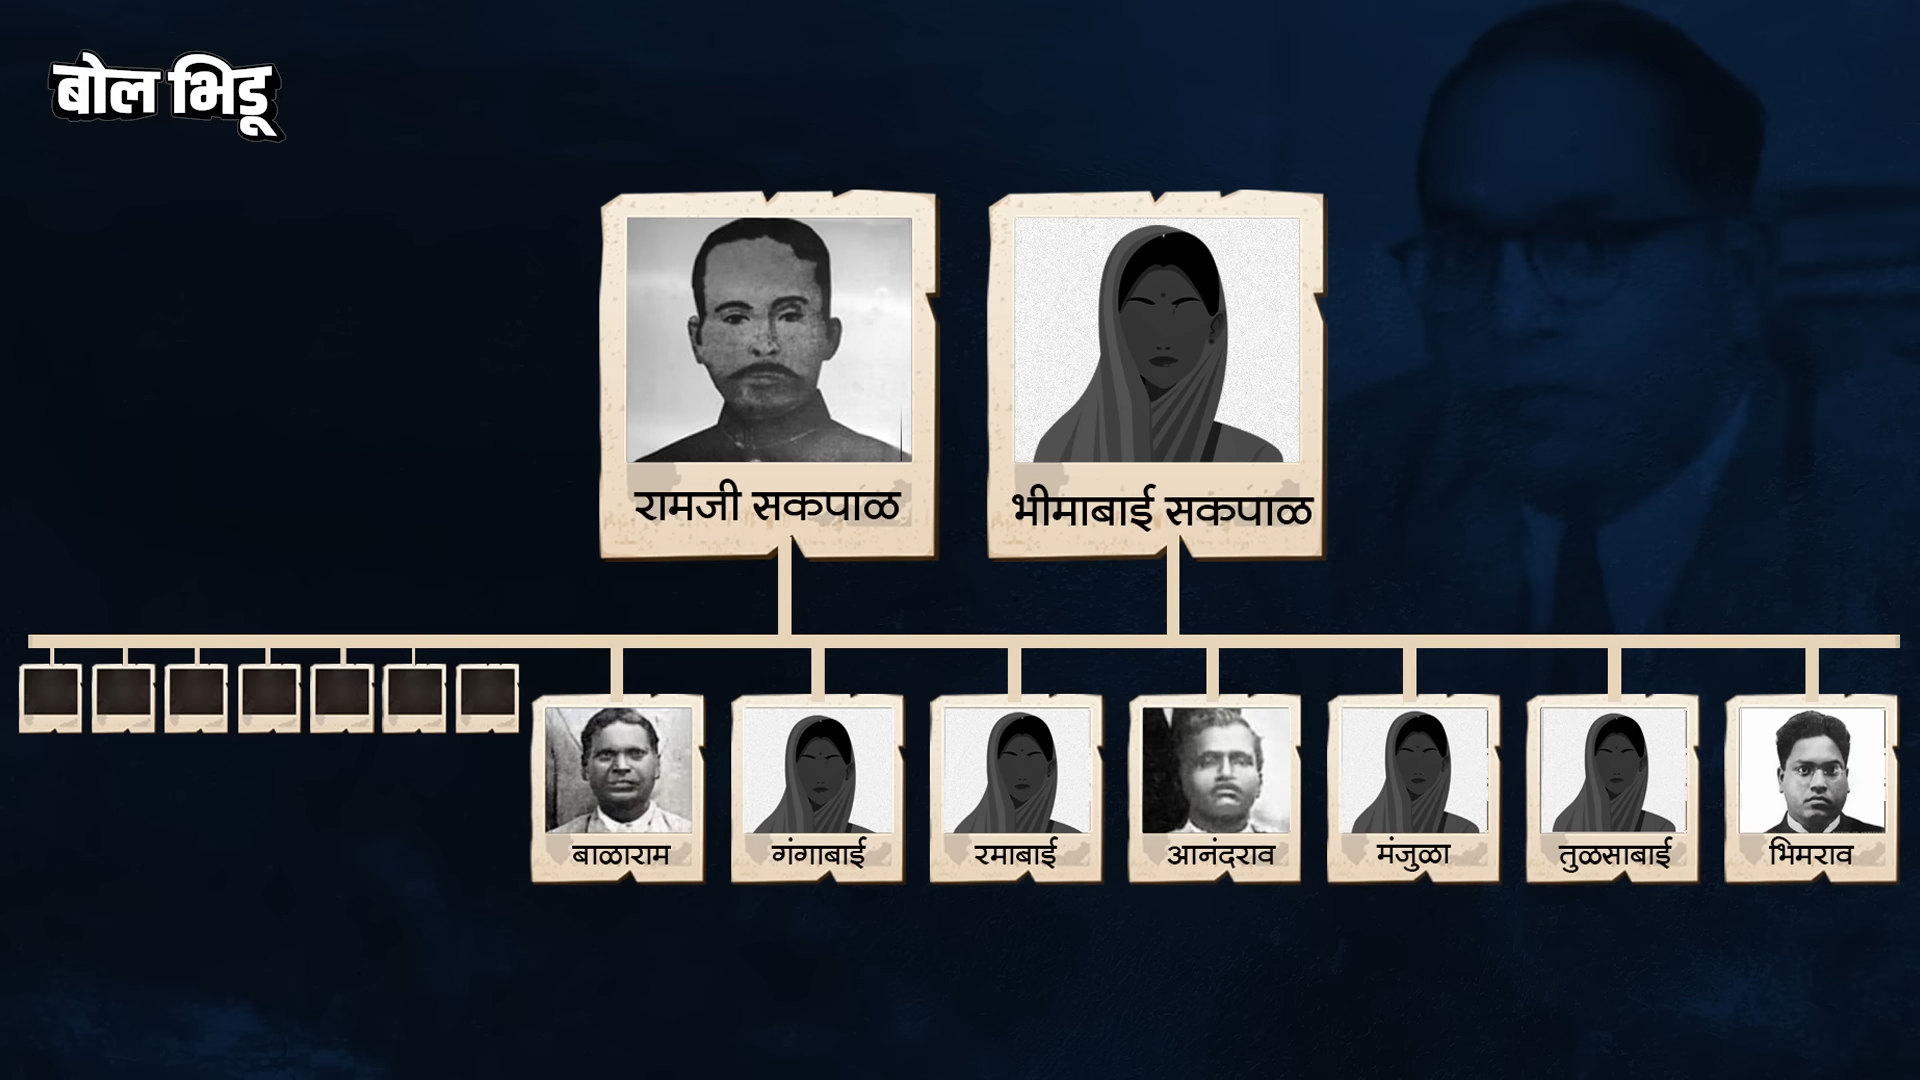 बोल भिडू
रामजी सकपाळ
भीमाबाई सकपाळ
बाळाराम
गंगाबाई
रमाबाई
आनंदराव
मंजुळा
तुळसाबाई
भिमराव